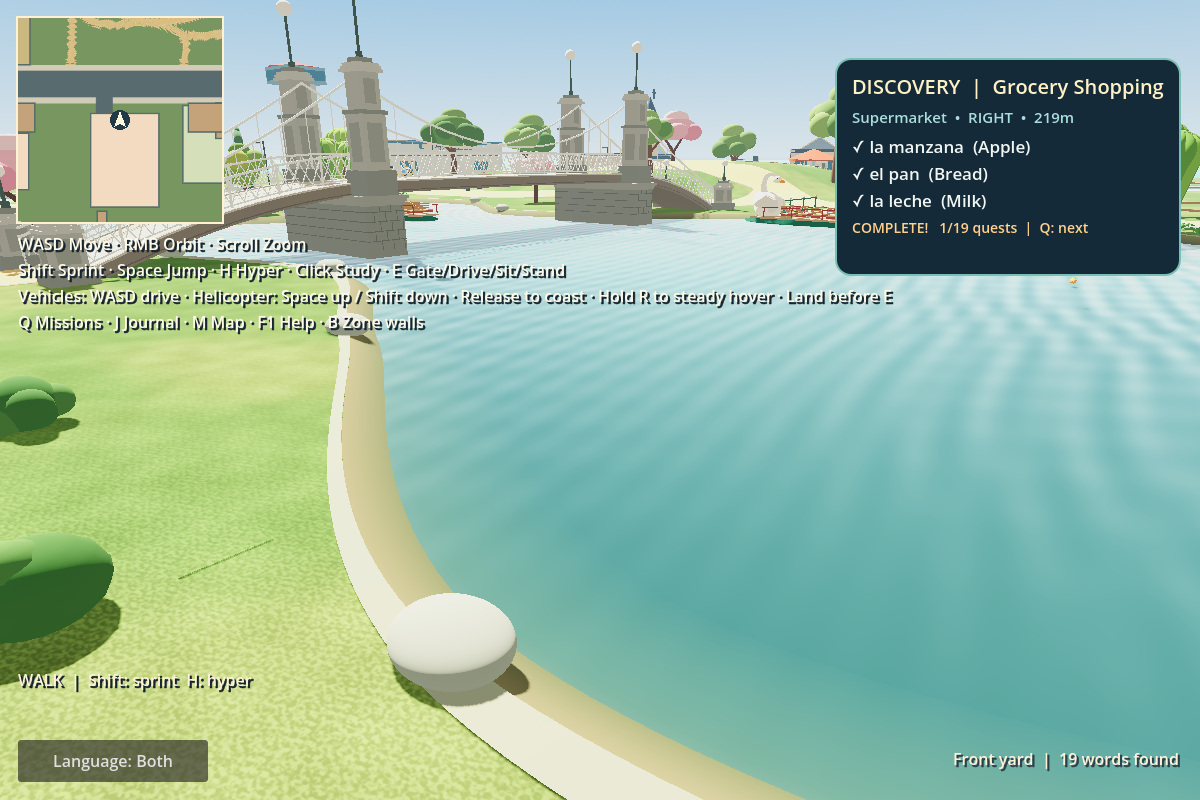 DISCOVERY | Grocery Shopping
Supermarket • RIGHT • 219m
✓ la manzana (Apple)
✓ el pan (Bread)
✓ la leche (Milk)
COMPLETE! 1/19 quests | Q: next
WASD Move · RMB Orbit · Scroll Zoom
Shift Sprint · Space Jump · H Hyper · Click Study · E Gate/Drive/Sit/Stand
Vehicles: WASD drive · Helicopter: Space up / Shift down · Release to coast · Hold R to steady hover · Land before E
Q Missions · J Journal · M Map · F1 Help · B Zone walls
WALK | Shift: sprint H: hyper
Language: Both
Front yard | 19 words found